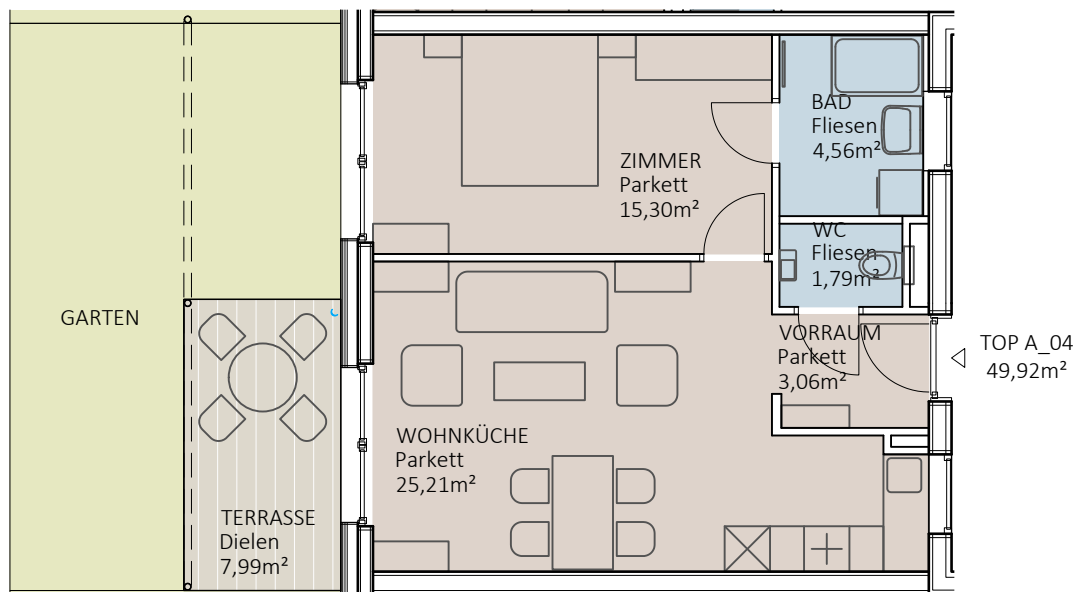 BAD
Fliesen
4,56m²
ZIMMER
Parkett
15,30m²
WC
Fliesen
1,79m²
GARTEN
VORRAUM
Parkett
3,06m²
TOP A_04
49,92m²
WOHNKÜCHE
Parkett
25,21m²
TERRASSE
Dielen
7,99m²